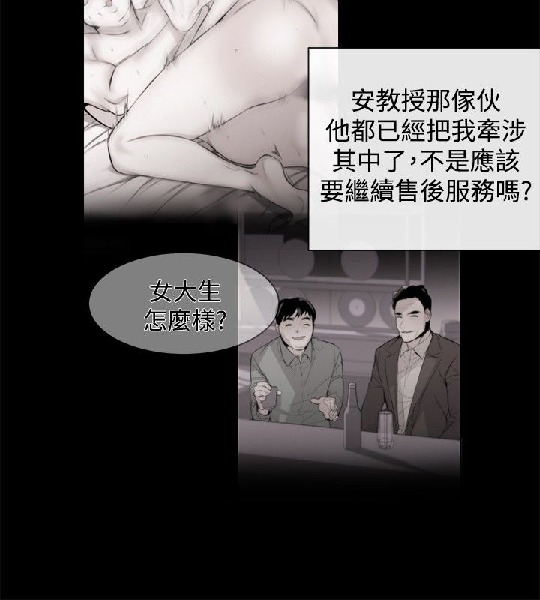 安教授那傢伙
他都已經把我牽涉
其中了，不是應該
要繼續售後服務嗎?
女大生
怎麼樣?